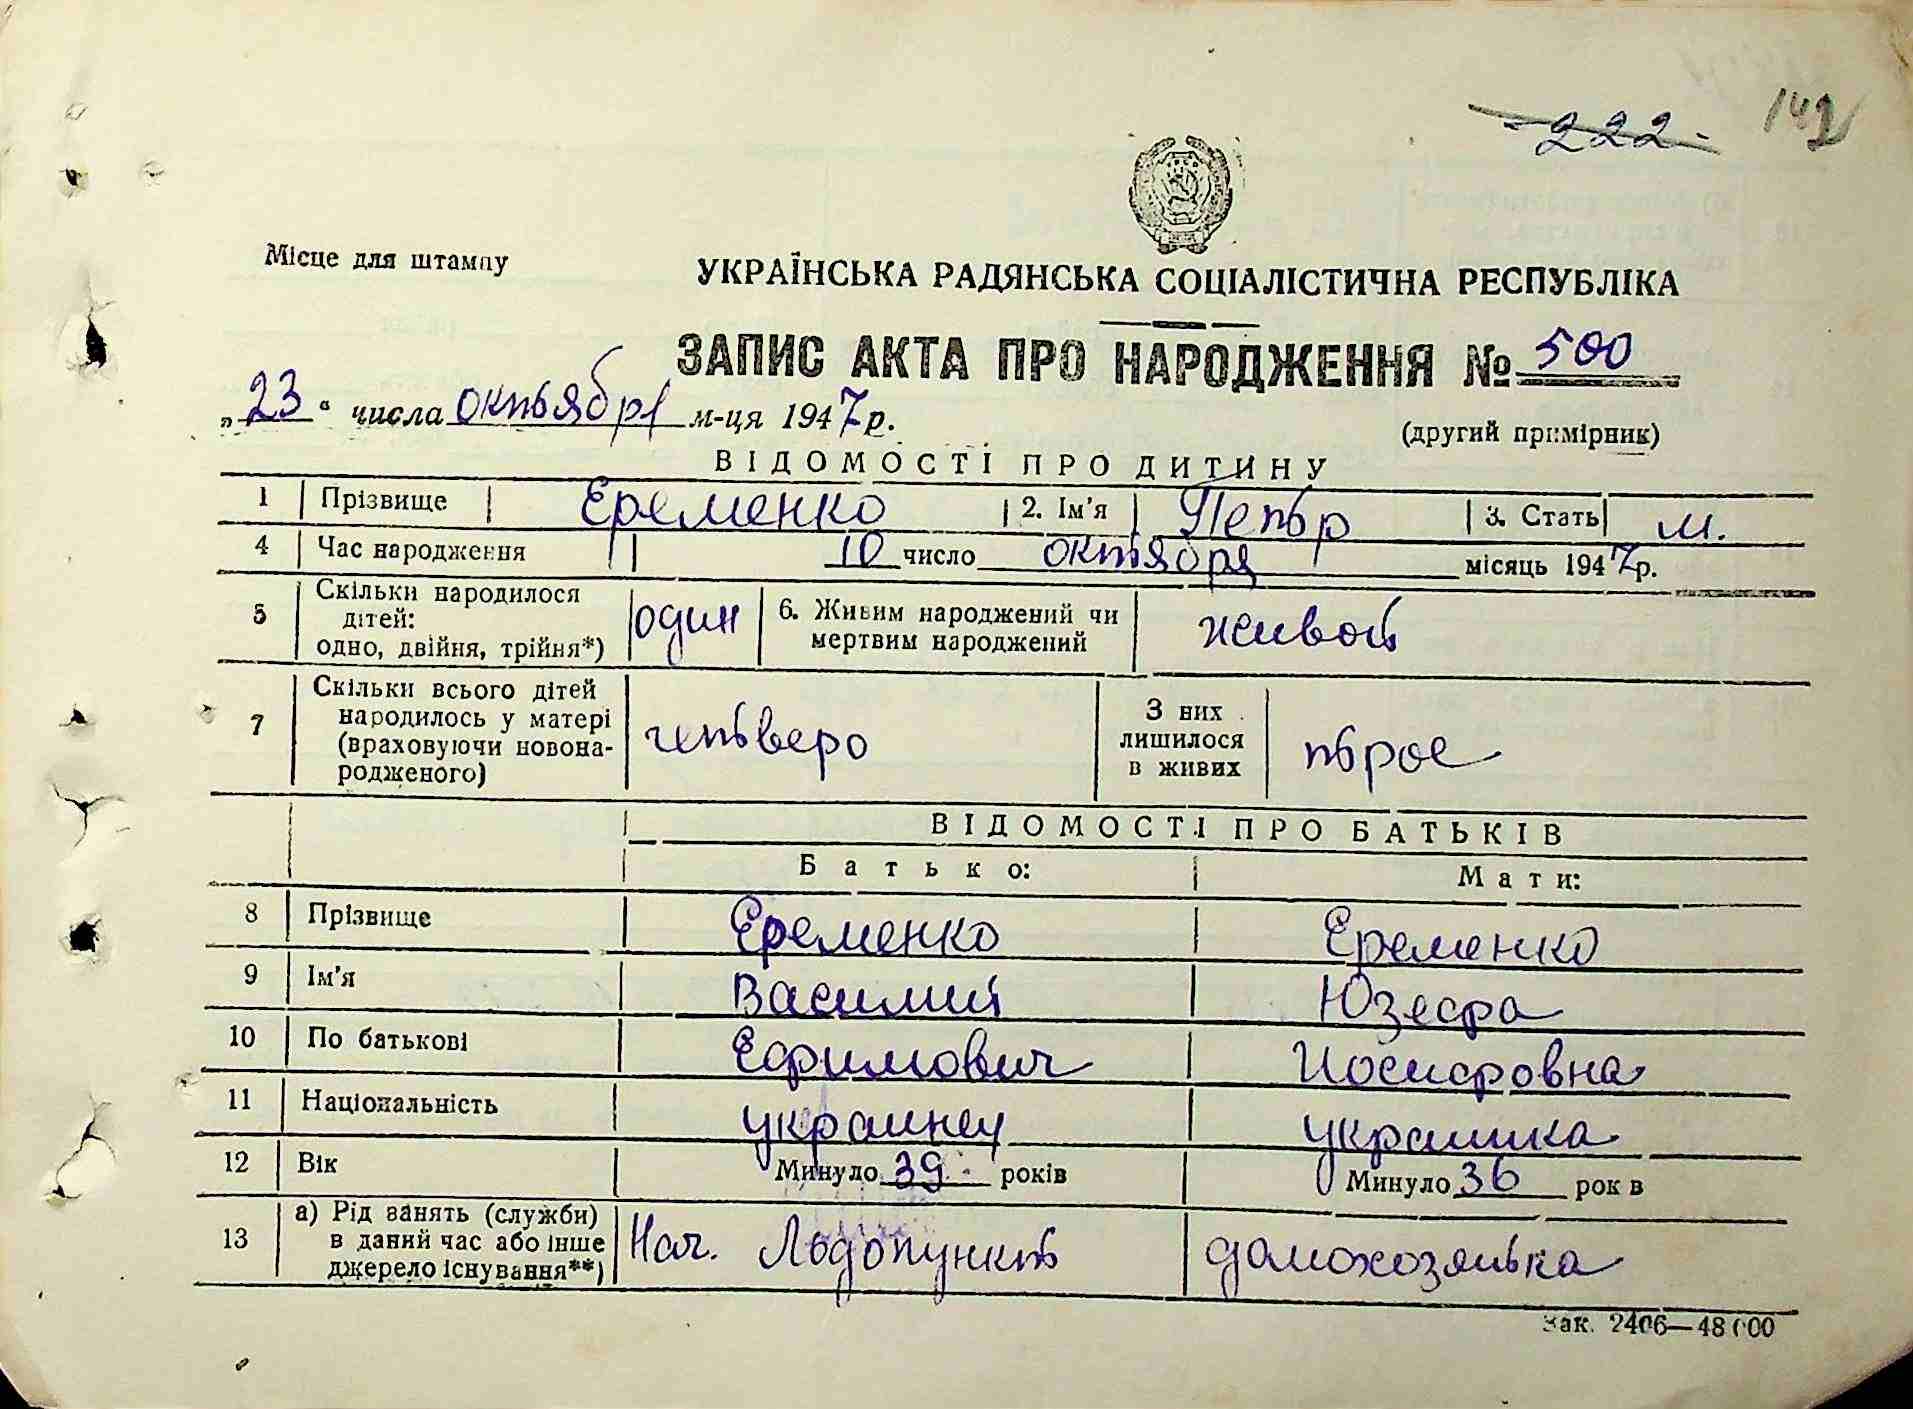 -222- 142
Місце для штампу
УКРАЇНСЬКА РАДЯНСЬКА СОЦІАЛІСТИЧНА РЕСПУБЛІКА
ЗАПИС АКТА ПРО НАРОДЖЕННЯ № 500
„23“ числа октября м-ця 1947 р.
(другий примірник)
ВІДОМОСТІ ПРО ДИТИНУ
1 Прізвище Еременко 2. Ім'я Петр 3. Стать м.
4 Час народження 10 число октября місяць 1947 р.
5 Скільки народилося дітей: одно, двійня, трійня*) один 6. Живим народжений чи мертвим народжений живой
7 Скільки всього дітей народилось у матері (враховуючи новонародженого) четверо З них лишилося в живих трое
ВІДОМОСТІ ПРО БАТЬКІВ
Батько: Мати:
8 Прізвище Еременко Еременко
9 Ім'я Василий Юзефа
10 По батькові Ефимович Иосифовна
11 Національність украинец украинка
12 Вік Минуло 39 років Минуло 36 рок в
13 а) Рід занять (служби) в даний час або інше джерело існування**) Нач. Льодопункта домохозяйка
Зак. 2406—48000